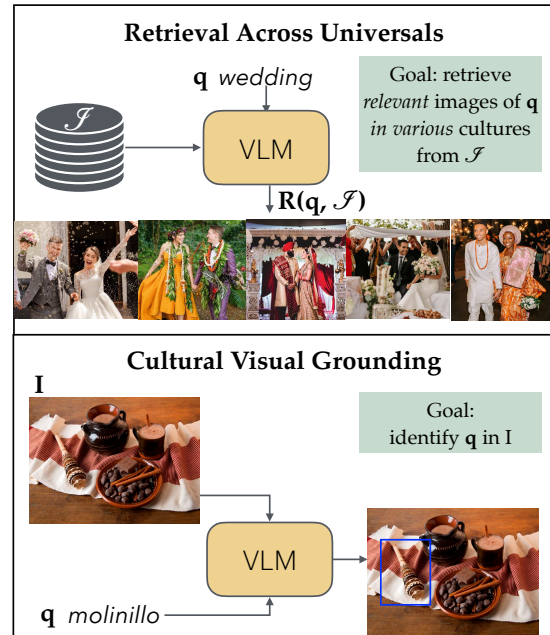 Retrieval Across Universals
q wedding
Goal: retrieve
relevant images of q
in various cultures
from ℐ
ℐ
VLM
R(q, ℐ)
Cultural Visual Grounding
I
Goal:
identify q in I
VLM
q molinillo